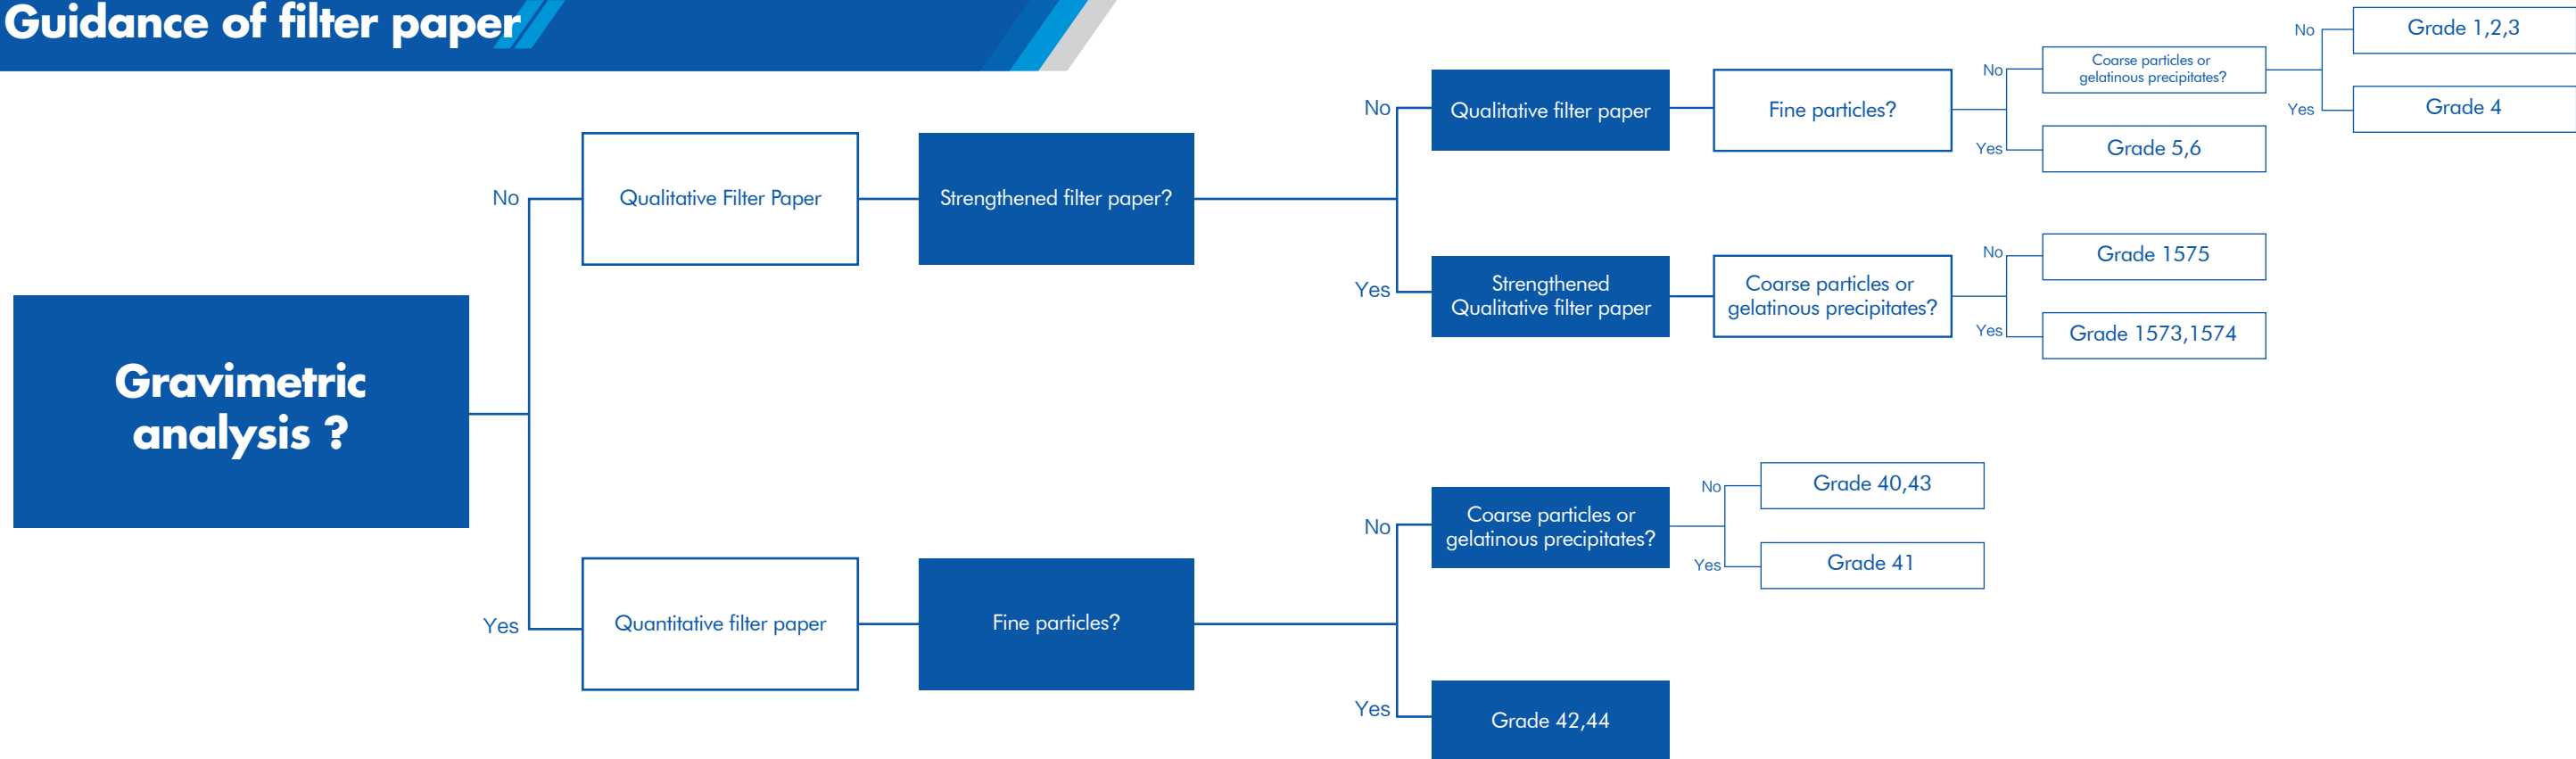 Guidance of filter paper
Gravimetric
analysis ?
No
Qualitative Filter Paper
Strengthened filter paper?
No
Qualitative filter paper
Fine particles?
No
Coarse particles or
gelatinous precipitates?
No
Grade 1,2,3
Yes
Grade 4
Yes
Grade 5,6
Yes
Strengthened
Qualitative filter paper
Coarse particles or
gelatinous precipitates?
No
Grade 1575
Yes
Grade 1573,1574
Yes
Quantitative filter paper
Fine particles?
No
Coarse particles or
gelatinous precipitates?
No
Grade 40,43
Yes
Grade 41
Yes
Grade 42,44